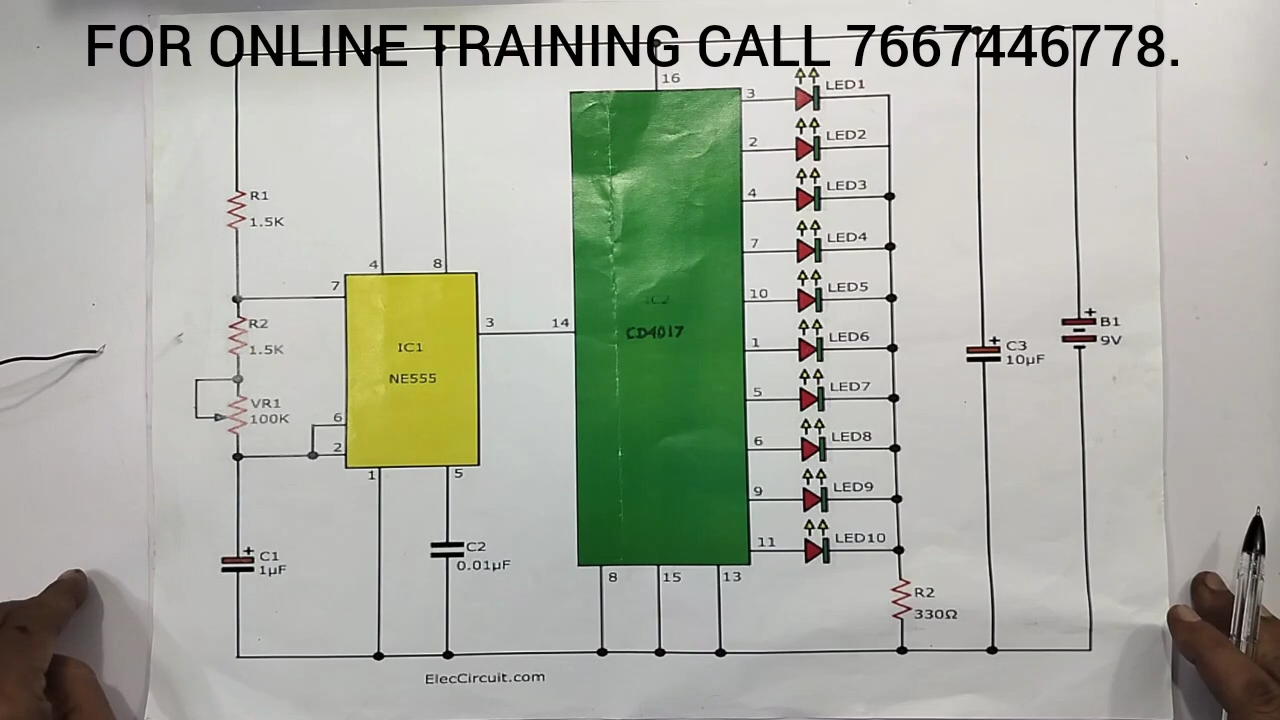 FOR ONLINE TRAINING CALL 7667446778.
16
3
LED1
2
LED2
4
LED3
7
LED4
10
LED5
1
LED6
5
LED7
6
LED8
9
LED9
11
LED10
R1
1.5K
4
8
7
R2
1.5K
IC1
NE555
3
14
IC2
CD4017
VR1
100K
6
2
1
5
C1
1µF
C2
0.01µF
8
15
13
R2
330Ω
C3
10µF
B1
9V
+
+
+
ElecCircuit.com